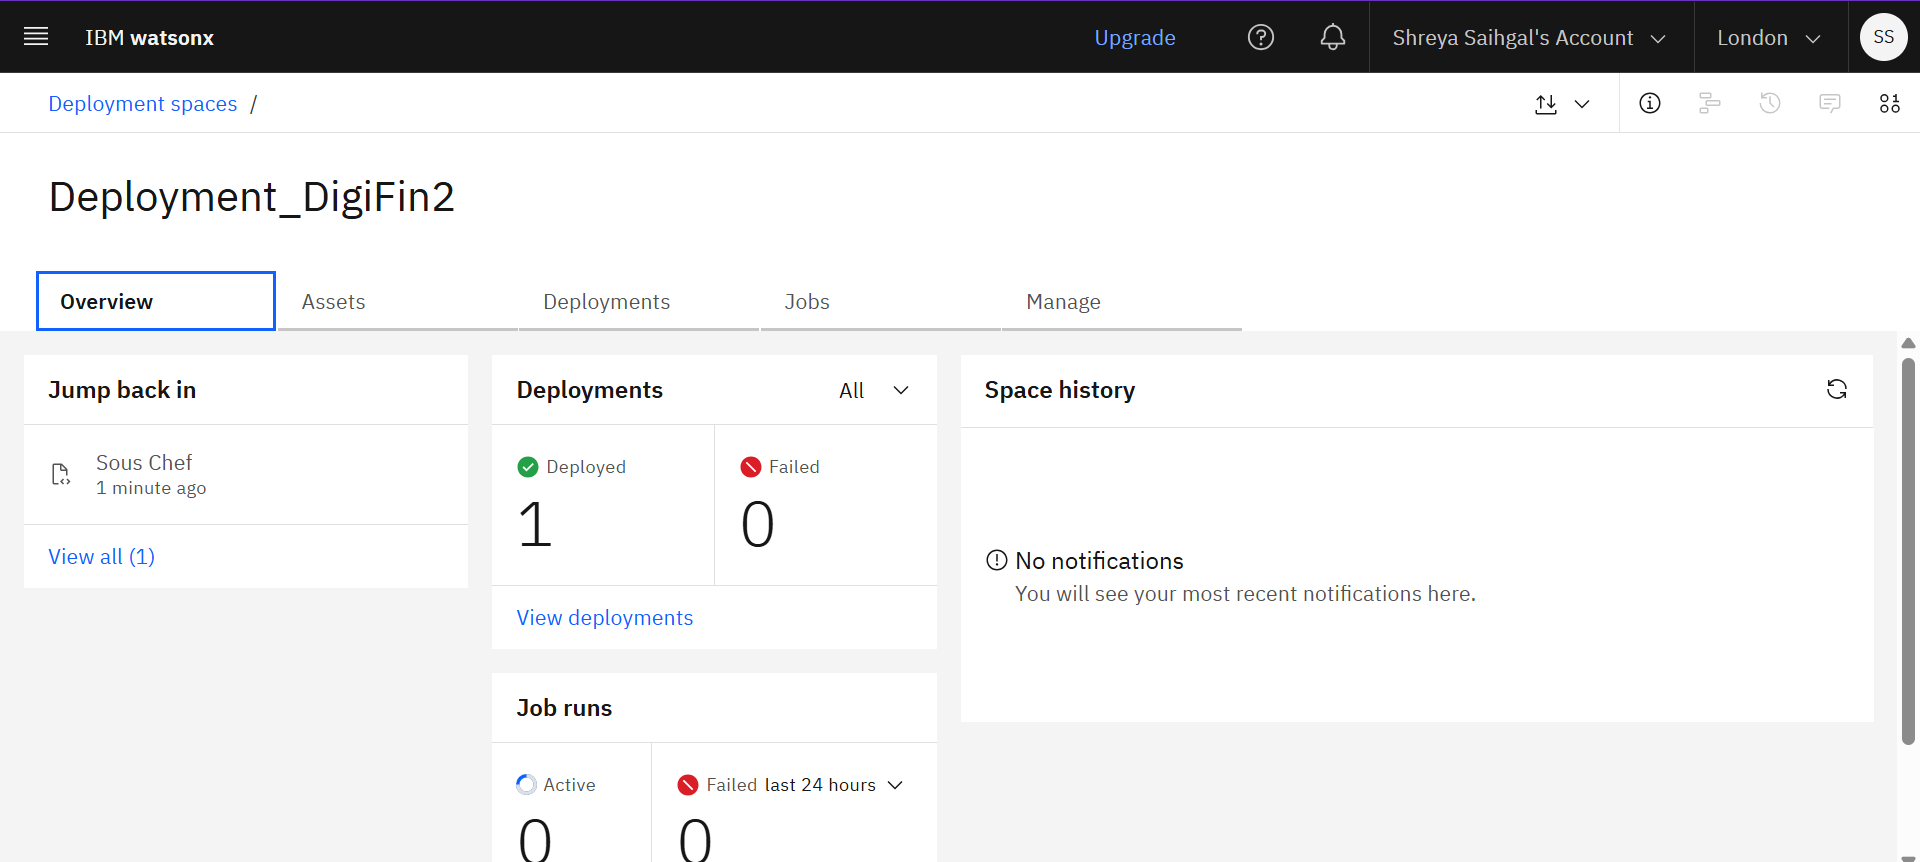 IBM watsonx
Upgrade
Shreya Saihgal's Account
London
SS
Deployment spaces /
Deployment_DigiFin2
Overview
Assets
Deployments
Jobs
Manage
Jump back in
Sous Chef
1 minute ago
View all (1)
Deployments
All
Deployed
1
Failed
0
View deployments
Job runs
Active
0
Failed last 24 hours
0
Space history
No notifications
You will see your most recent notifications here.